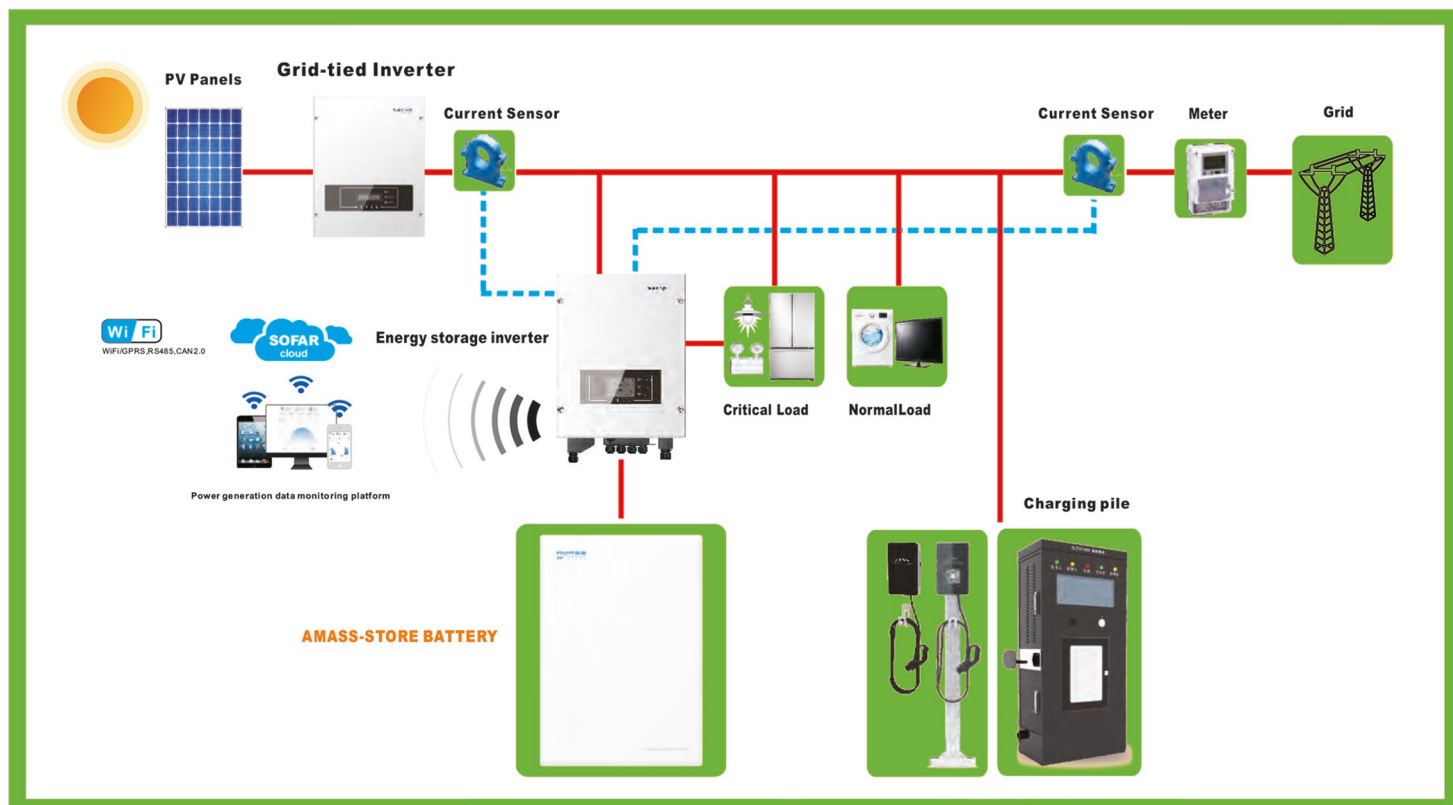 PV Panels
Grid-tied Inverter
Current Sensor
Current Sensor
Meter
Grid
Wi Fi
WiFi/GPRS,RS485,CAN2.0
SOFAR
cloud
Energy storage inverter
Critical Load
NormalLoad
Power generation data monitoring platform
Charging pile
AMASS-STORE BATTERY